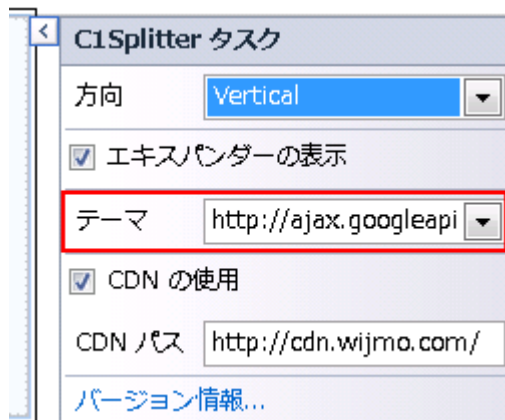 C1Splitter タスク
方向 Vertical
エキスパンダーの表示
テーマ http://ajax.googleapi
CDN の使用
CDN パス http://cdn.wijmo.com/
バージョン情報...